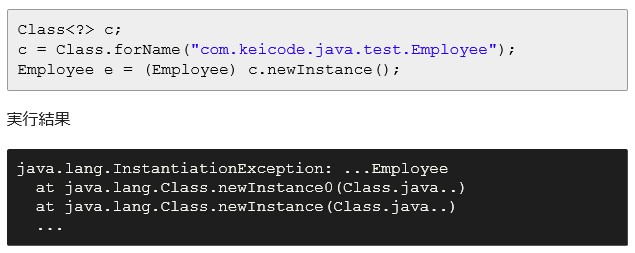 Class<?> c;
c = Class.forName("com.keicode.java.test.Employee");
Employee e = (Employee) c.newInstance();
実行結果
java.lang.InstantiationException: ...Employee
  at java.lang.Class.newInstance0(Class.java..)
  at java.lang.Class.newInstance(Class.java..)
  ...